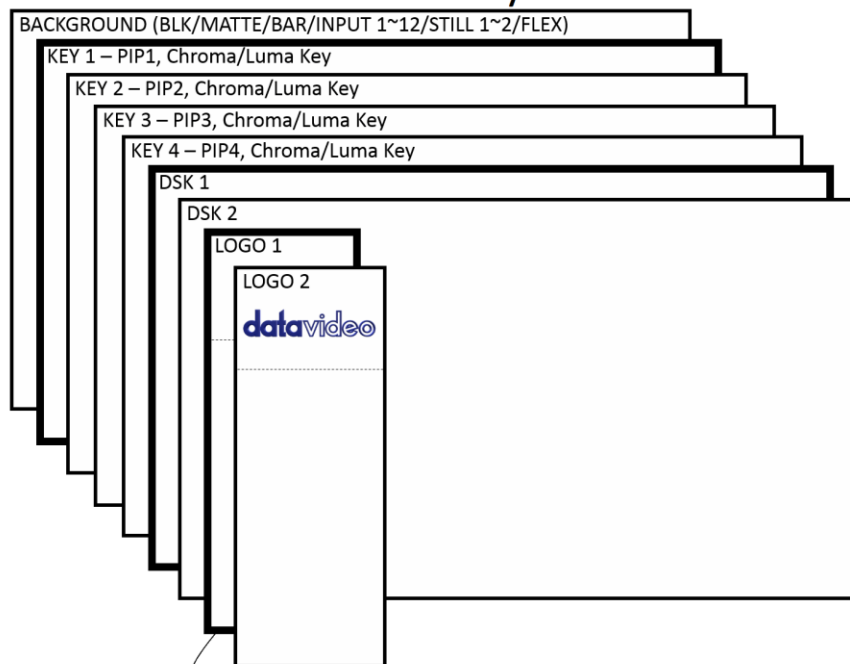 BACKGROUND (BLK/MATTE/BAR/INPUT 1~12/STILL 1~2/FLEX)
KEY 1 – PIP1, Chroma/Luma Key
KEY 2 – PIP2, Chroma/Luma Key
KEY 3 – PIP3, Chroma/Luma Key
KEY 4 – PIP4, Chroma/Luma Key
DSK 1
DSK 2
LOGO 1
LOGO 2
datavideo